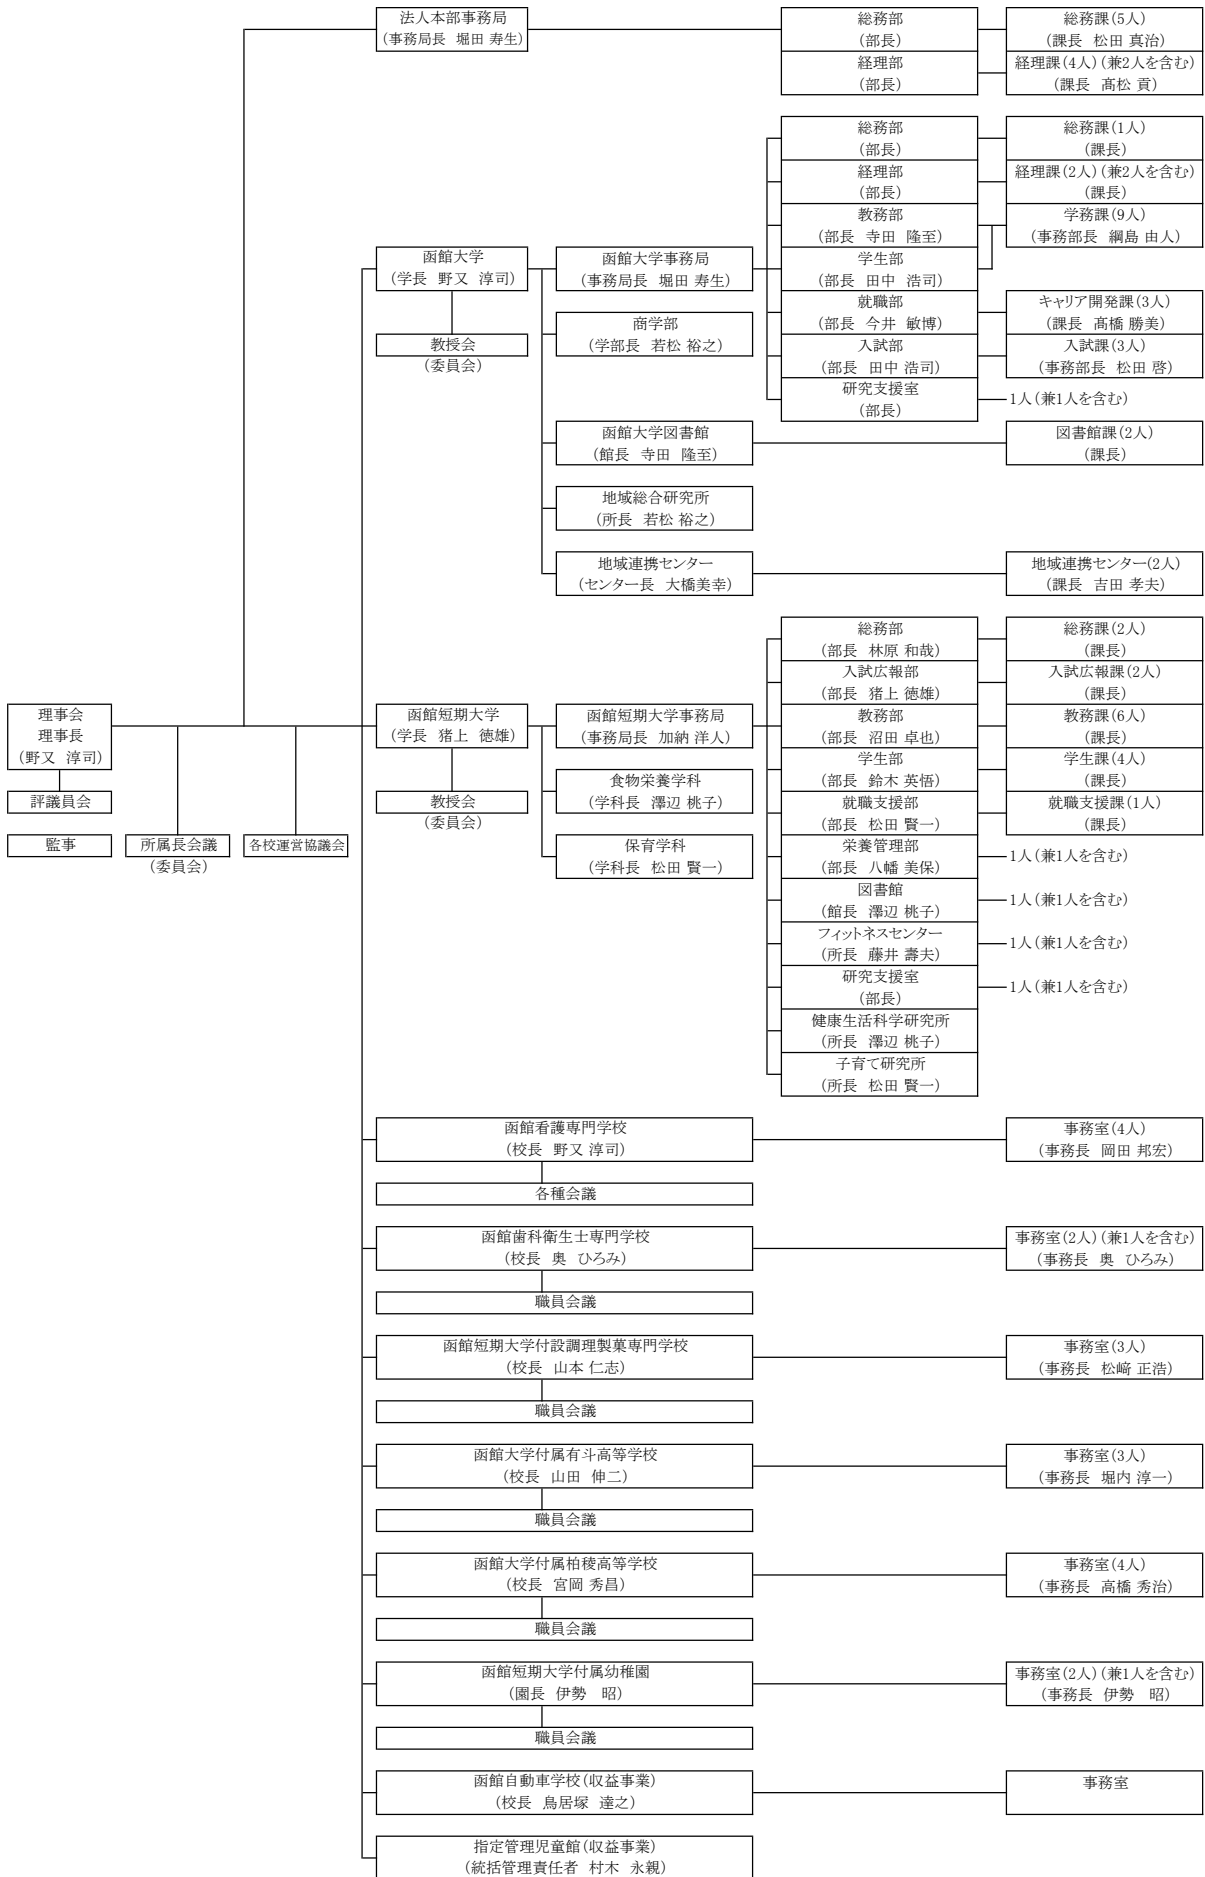 法人本部事務局
(事務局長 堀田 寿生)
総務部
(部長)
総務課(5人)
(課長 松田 真治)
経理部
(部長)
経理課(4人)(兼2人を含む)
(課長 髙松 貢)
総務部
(部長)
総務課(1人)
(課長)
経理部
(部長)
経理課(2人)(兼2人を含む)
(課長)
教務部
(部長 寺田 隆至)
学務課(9人)
(事務部長 綱島 由人)
函館大学
(学長 野又 淳司)
函館大学事務局
(事務局長 堀田 寿生)
学生部
(部長 田中 浩司)
就職部
(部長 今井 敏博)
キャリア開発課(3人)
(課長 髙橋 勝美)
商学部
(学部長 若松 裕之)
教授会
(委員会)
入試部
(部長 田中 浩司)
入試課(3人)
(事務部長 松田 啓)
研究支援室
(部長)
1人(兼1人を含む)
函館大学図書館
(館長 寺田 隆至)
図書館課(2人)
(課長)
地域総合研究所
(所長 若松 裕之)
地域連携センター
(センター長 大橋美幸)
地域連携センター(2人)
(課長 吉田 孝夫)
総務部
(部長 林原 和哉)
総務課(2人)
(課長)
入試広報部
(部長 猪上 徳雄)
入試広報課(2人)
(課長)
理事会
理事長
(野又 淳司)
函館短期大学
(学長 猪上 徳雄)
函館短期大学事務局
(事務局長 加納 洋人)
教務部
(部長 沼田 卓也)
教務課(6人)
(課長)
学生部
(部長 鈴木 英悟)
学生課(4人)
(課長)
食物栄養学科
(学科長 澤辺 桃子)
評議員会
教授会
(委員会)
就職支援部
(部長 松田 賢一)
就職支援課(1人)
(課長)
監事
所属長会議
(委員会)
各校運営協議会
保育学科
(学科長 松田 賢一)
栄養管理部
(部長 八幡 美保)
1人(兼1人を含む)
図書館
(館長 澤辺 桃子)
1人(兼1人を含む)
フィットネスセンター
(所長 藤井 壽夫)
1人(兼1人を含む)
研究支援室
(部長)
1人(兼1人を含む)
健康生活科学研究所
(所長 澤辺 桃子)
子育て研究所
(所長 松田 賢一)
函館看護専門学校
(校長 野又 淳司)
事務室(4人)
(事務長 岡田 邦宏)
各種会議
函館歯科衛生士専門学校
(校長 奥 ひろみ)
事務室(2人)(兼1人を含む)
(事務長 奥 ひろみ)
職員会議
函館短期大学付設調理製菓専門学校
(校長 山本 仁志)
事務室(3人)
(事務長 松﨑 正浩)
職員会議
函館大学付属有斗高等学校
(校長 山田 伸二)
事務室(3人)
(事務長 堀内 淳一)
職員会議
函館大学付属柏稜高等学校
(校長 宮岡 秀昌)
事務室(4人)
(事務長 高橋 秀治)
職員会議
函館短期大学付属幼稚園
(園長 伊勢 昭)
事務室(2人)(兼1人を含む)
(事務長 伊勢 昭)
職員会議
函館自動車学校(収益事業)
(校長 鳥居塚 達之)
事務室
指定管理児童館(収益事業)
(統括管理責任者 村木 永親)